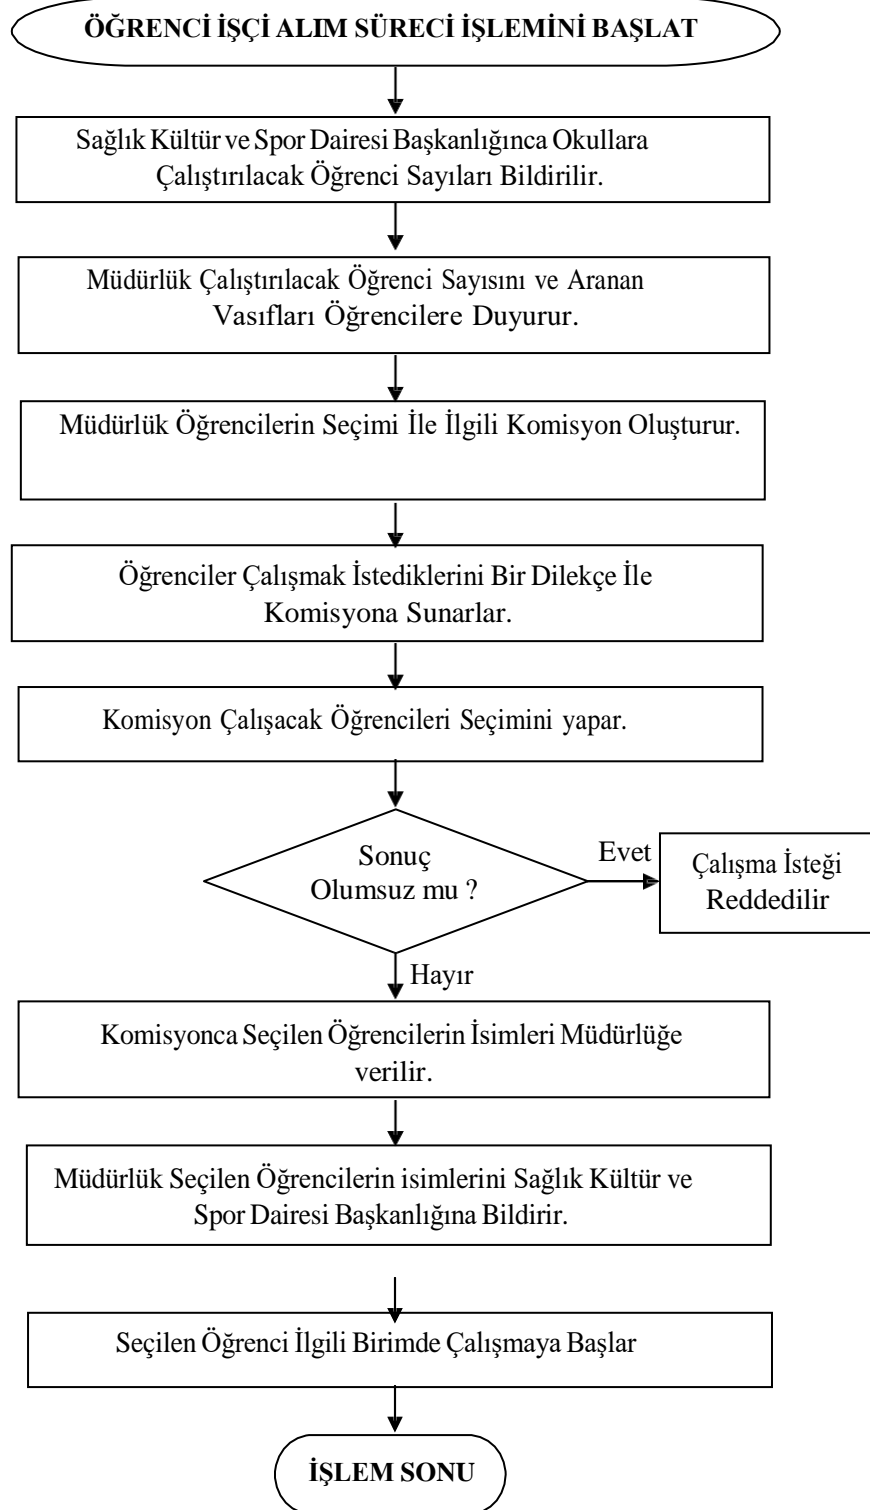 ÖĞRENCİ İŞÇİ ALIM SÜRECİ İŞLEMİNİ BAŞLAT
Sağlık Kültür ve Spor Dairesi Başkanlığınca Okullara
Çalıştırılacak Öğrenci Sayıları Bildirilir.
Müdürlük Çalıştırılacak Öğrenci Sayısını ve Aranan
Vasıfları Öğrencilere Duyurur.
Müdürlük Öğrencilerin Seçimi İle İlgili Komisyon Oluşturur.
Öğrenciler Çalışmak İstediklerini Bir Dilekçe İle
Komisyona Sunarlar.
Komisyon Çalışacak Öğrencileri Seçimini yapar.
Sonuç
Olumsuz mu ?
Evet
Çalışma İsteği
Reddedilir
Hayır
Komisyonca Seçilen Öğrencilerin İsimleri Müdürlüğe
verilir.
Müdürlük Seçilen Öğrencilerin isimlerini Sağlık Kültür ve
Spor Dairesi Başkanlığına Bildirir.
Seçilen Öğrenci İlgili Birimde Çalışmaya Başlar
İŞLEM SONU